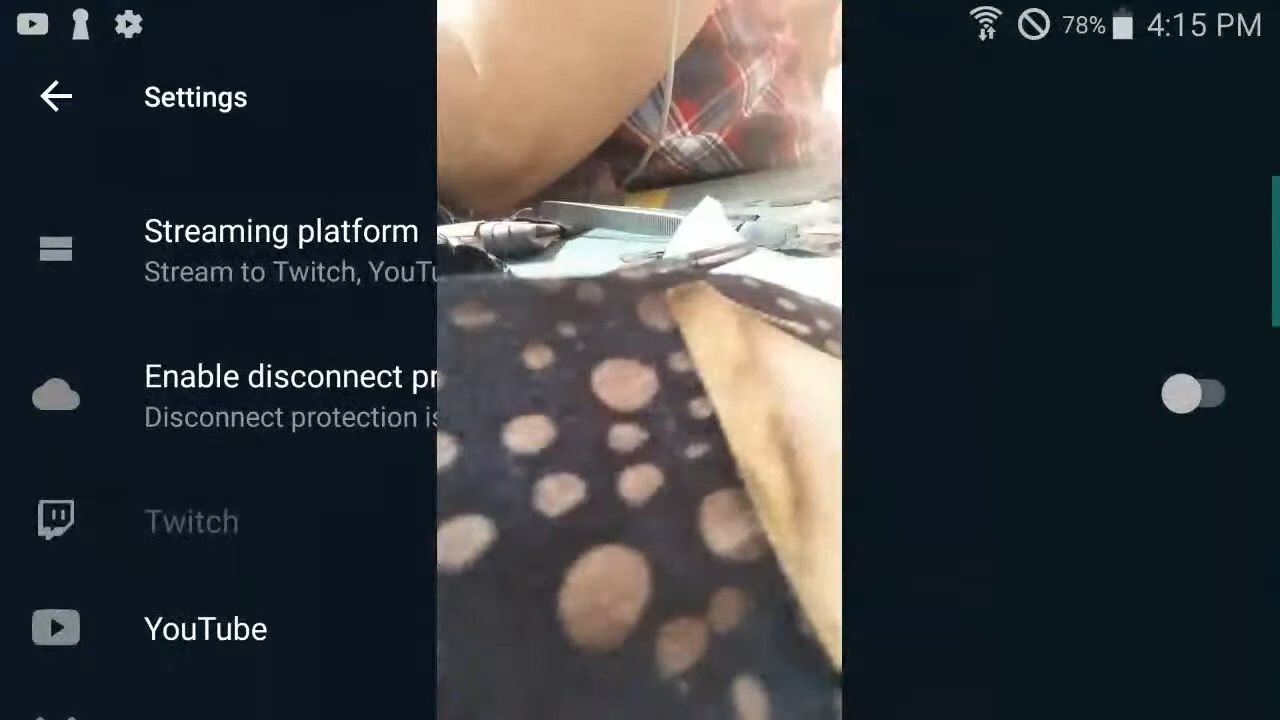 78% 4:15 PM
Settings
Streaming platform
Stream to Twitch, YouTu
Enable disconnect pr
Disconnect protection is
Twitch
YouTube